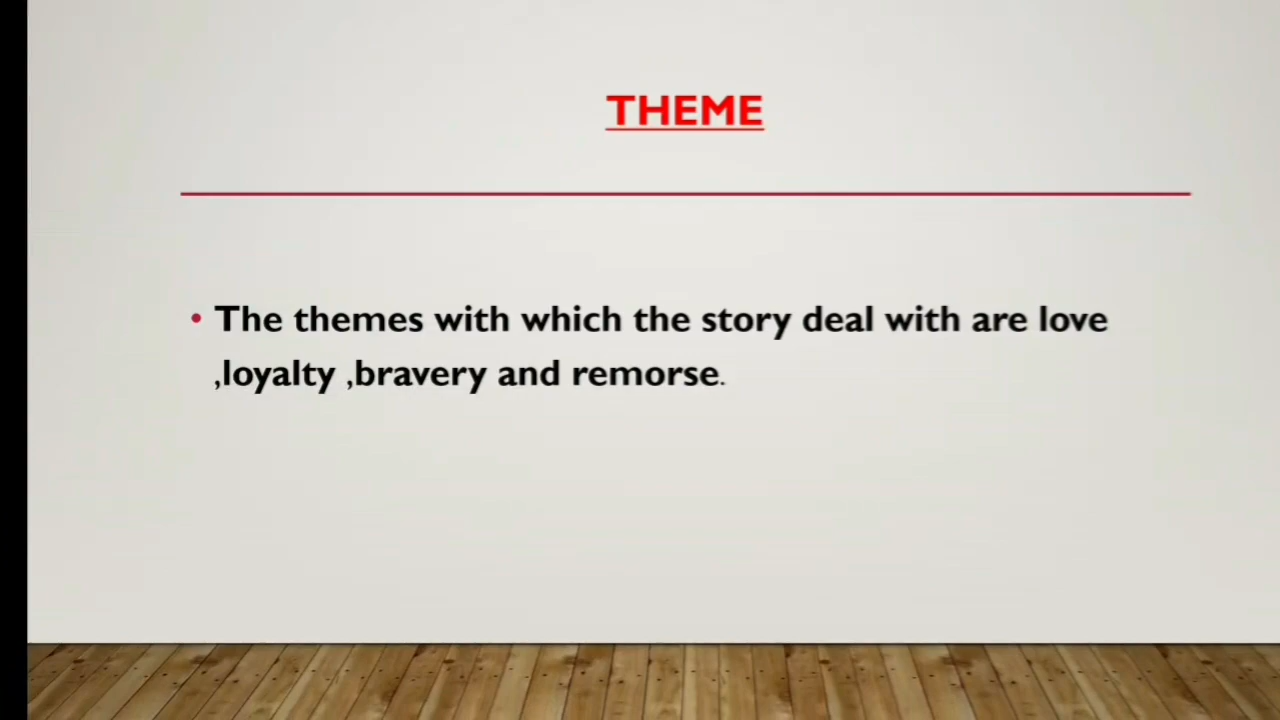 THEME
• The themes with which the story deal with are love
,loyalty ,bravery and remorse.